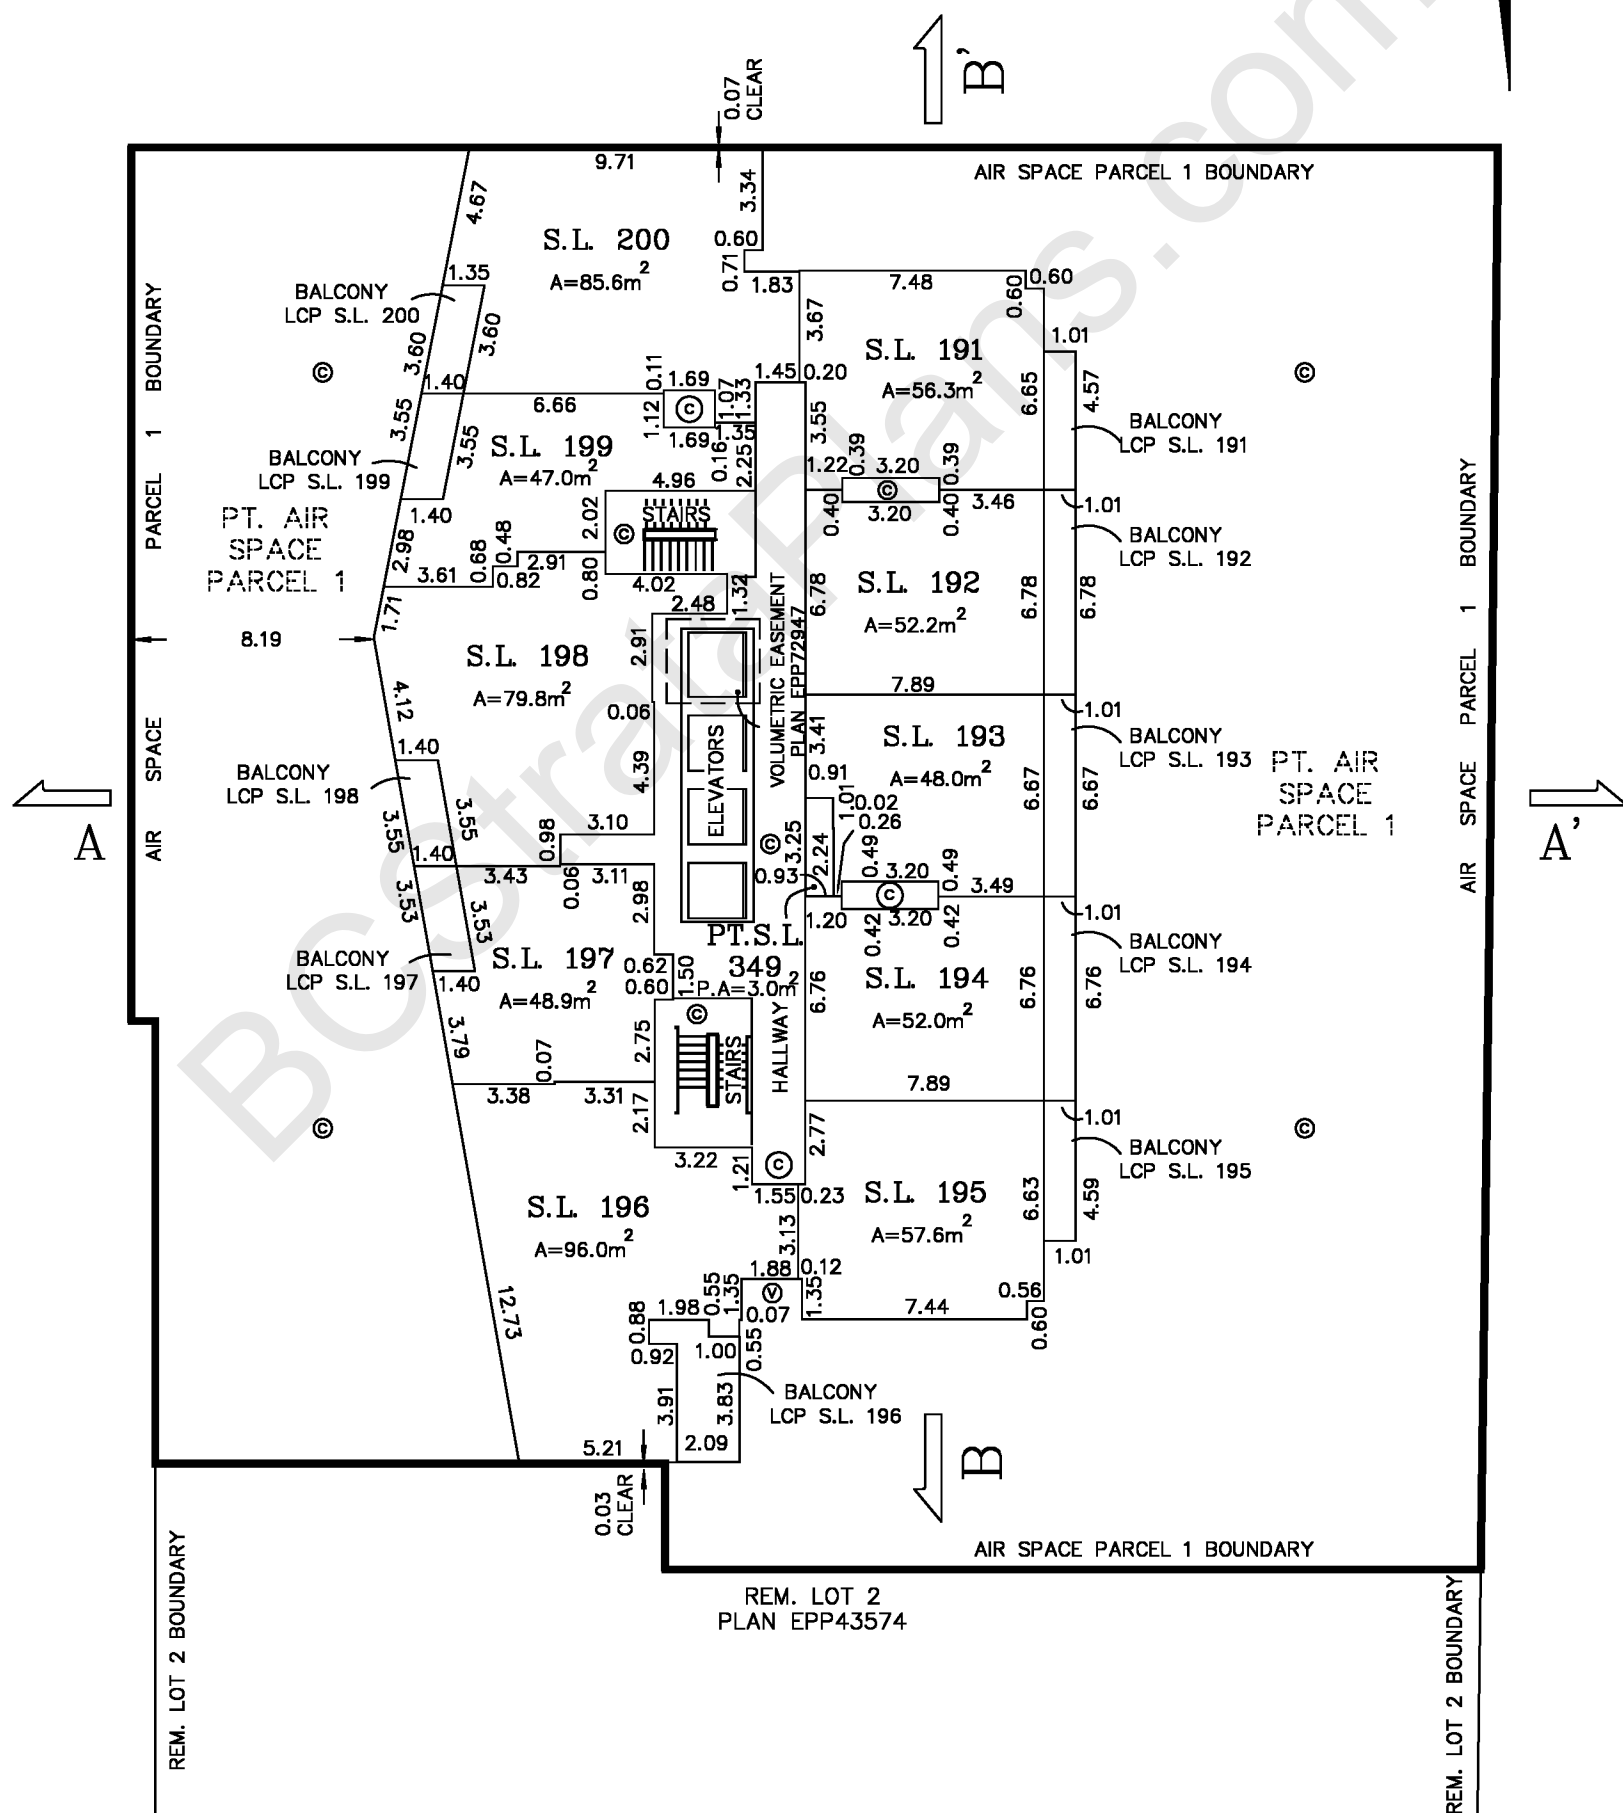 0.07
CLEAR
B'
9.71
AIR SPACE PARCEL 1 BOUNDARY
4.67
3.34
S.L. 200
A=85.6m²
0.60
0.71
1.83
7.48
0.60
0.60
1.35
BALCONY
LCP S.L. 200
3.60
3.60
3.67
S.L. 191
A=56.3m²
1.01
6.65
4.57
BALCONY
LCP S.L. 191
©
©
1.40
6.66
0.11
1.69
1.12
©
1.69
1.07
1.33
1.35
1.45
0.20
3.55
3.55
3.55
S.L. 199
A=47.0m²
BALCONY
LCP S.L. 199
0.16
2.25
1.22
0.39
3.20
0.39
©
0.40
3.20
0.40
3.46
1.01
BALCONY
LCP S.L. 192
1.40
4.96
2.02
©
STAIRS
PT. AIR
SPACE
PARCEL 1
2.98
3.61
0.68
0.48
0.82
2.91
0.80
4.02
1.32
2.48
S.L. 192
A=52.2m²
6.78
6.78
6.78
1.71
8.19
S.L. 198
A=79.8m²
2.91
0.06
4.39
4.12
1.40
BALCONY
LCP S.L. 198
3.55
3.55
VOLUMETRIC EASEMENT
PLAN EPP72947
ELEVATORS
7.89
1.01
BALCONY
LCP S.L. 193
3.41
S.L. 193
A=48.0m²
0.91
1.01
0.02
0.26
6.67
6.67
PT. AIR
SPACE
PARCEL 1
A
A'
3.10
0.98
1.40
3.43
0.06
3.11
2.98
©
3.25
2.24
0.93
0.49
3.20
0.49
©
3.49
1.20
0.42
3.20
0.42
1.01
BALCONY
LCP S.L. 194
3.53
3.53
S.L. 197
A=48.9m²
BALCONY
LCP S.L. 197
1.40
0.62
0.60
1.50
PT.S.L.
349
P.A=3.0m²
6.76
S.L. 194
A=52.0m²
6.76
6.76
3.79
0.07
3.38
3.31
2.75
2.17
©
STAIRS
HALLWAY
7.89
1.01
BALCONY
LCP S.L. 195
©
©
3.22
1.21
©
2.77
1.55
0.23
S.L. 195
A=57.6m²
6.63
4.59
1.01
S.L. 196
A=96.0m²
3.13
1.88
0.12
Ⓥ
0.07
1.35
1.35
0.55
1.98
0.88
0.92
1.00
0.55
7.44
0.56
0.60
12.73
3.91
3.83
2.09
BALCONY
LCP S.L. 196
5.21
0.03
CLEAR
B
AIR SPACE PARCEL 1 BOUNDARY
AIR SPACE PARCEL 1 BOUNDARY
AIR SPACE PARCEL 1 BOUNDARY
REM. LOT 2
PLAN EPP43574
REM. LOT 2 BOUNDARY
REM. LOT 2 BOUNDARY
BCStrataPlans.com